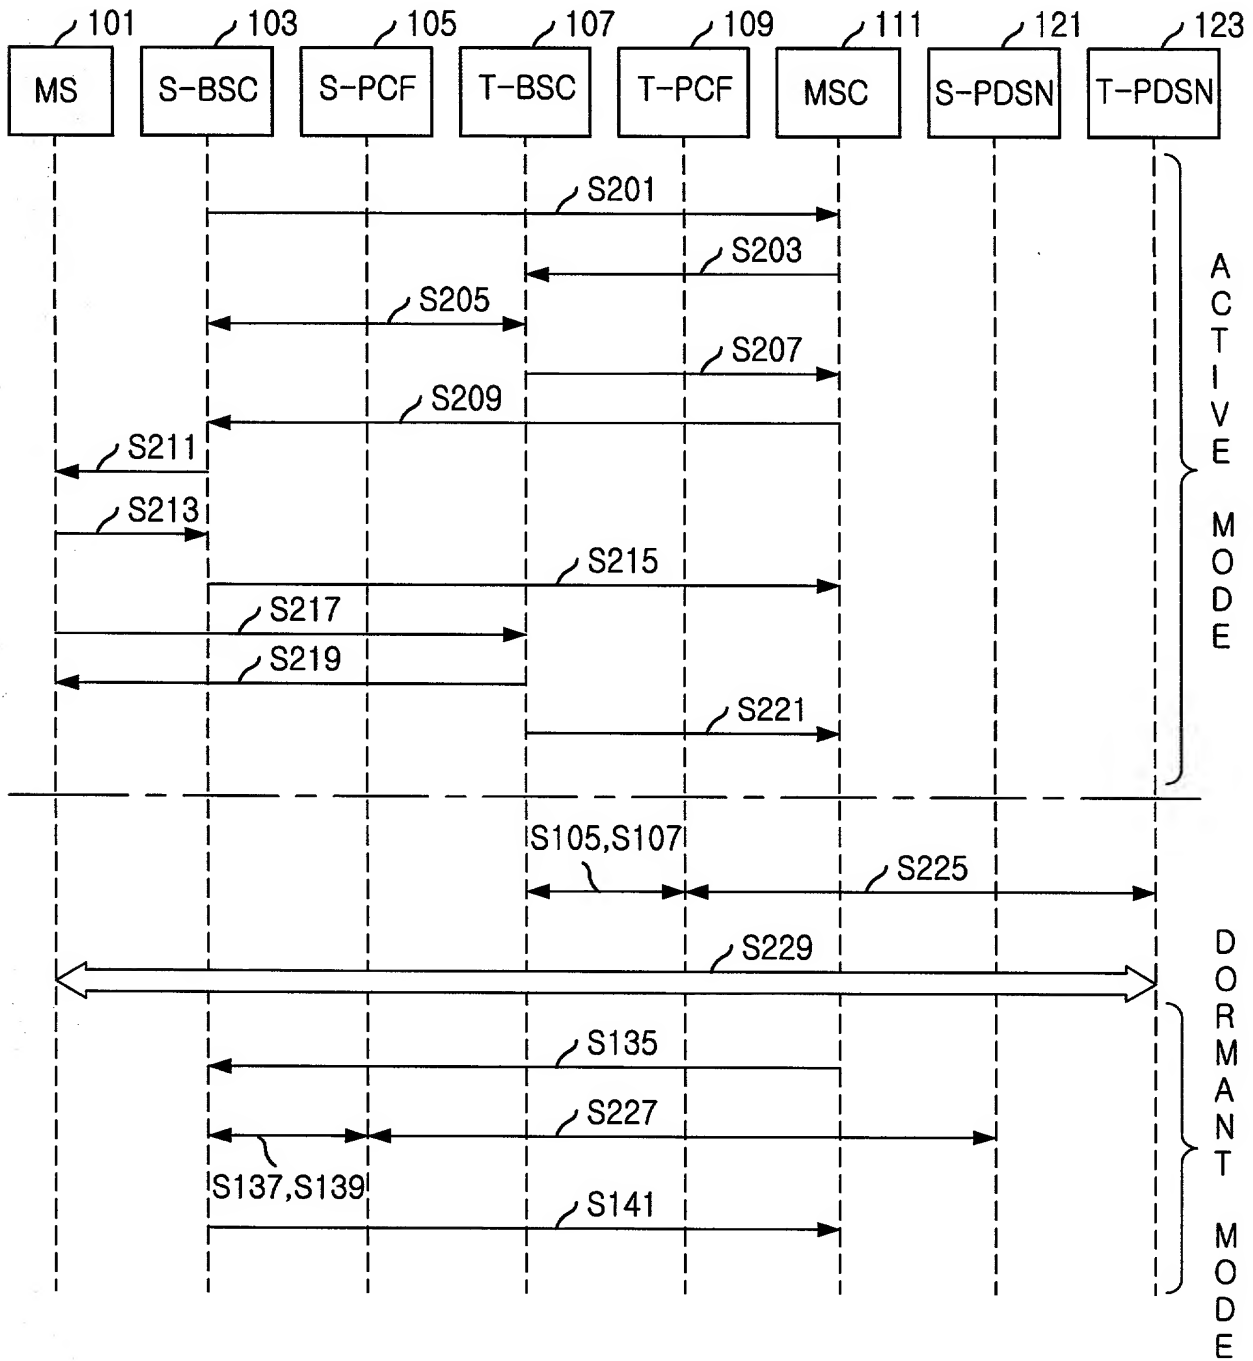 101 103 105 107 109 111 121 123
MS S-BSC S-PCF T-BSC T-PCF MSC S-PDSN T-PDSN
S201
S203
S205
S207
S209
S211
S213
S215
S217
S219
S221
ACTIVE MODE
S105,S107
S225
S229
S135
S227
S137,S139
S141
DORMANT MODE